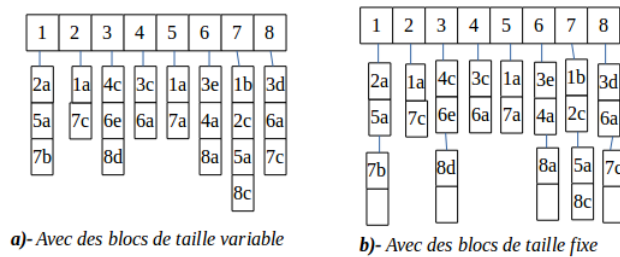 1 2 3 4 5 6 7 8
2a 1a 4c 3c 1a 3e 1b 3d
5a 7c 6e 6a 7a 4a 2c 6a
7b 8d 8a 5a 7c
8c
a)- Avec des blocs de taille variable
1 2 3 4 5 6 7 8
2a 1a 4c 3c 1a 3e 1b 3d
5a 7c 6e 6a 7a 4a 2c 6a
7b 8d 8a 5a 7c
8c
b)- Avec des blocs de taille fixe